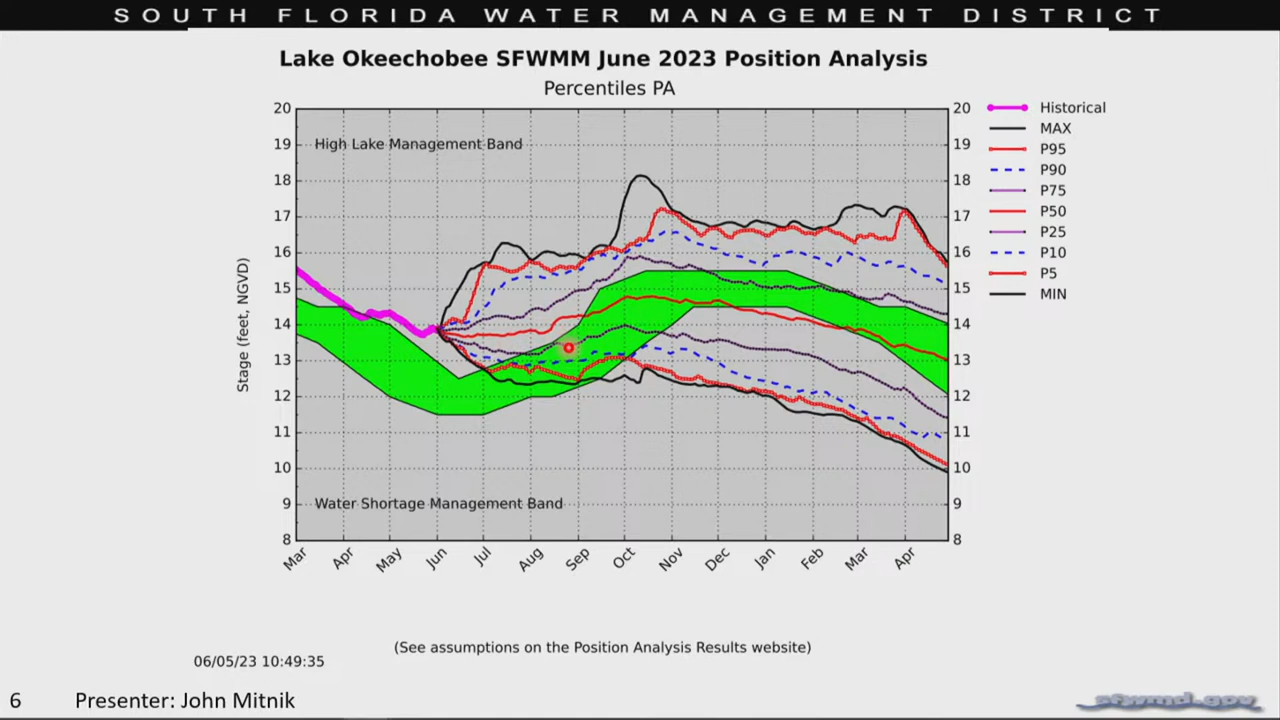 SOUTH FLORIDA WATER MANAGEMENT DISTRICT
Lake Okeechobee SFWMM June 2023 Position Analysis
Percentiles PA
High Lake Management Band
Water Shortage Management Band
Stage (feet, NGVD)
20
19
18
17
16
15
14
13
12
11
10
9
8
20
19
18
17
16
15
14
13
12
11
10
9
8
Mar Apr May Jun Jul Aug Sep Oct Nov Dec Jan Feb Mar Apr
Historical
MAX
P95
P90
P75
P50
P25
P10
P5
MIN
(See assumptions on the Position Analysis Results website)
06/05/23 10:49:35
6 Presenter: John Mitnik
sfwmd.gov